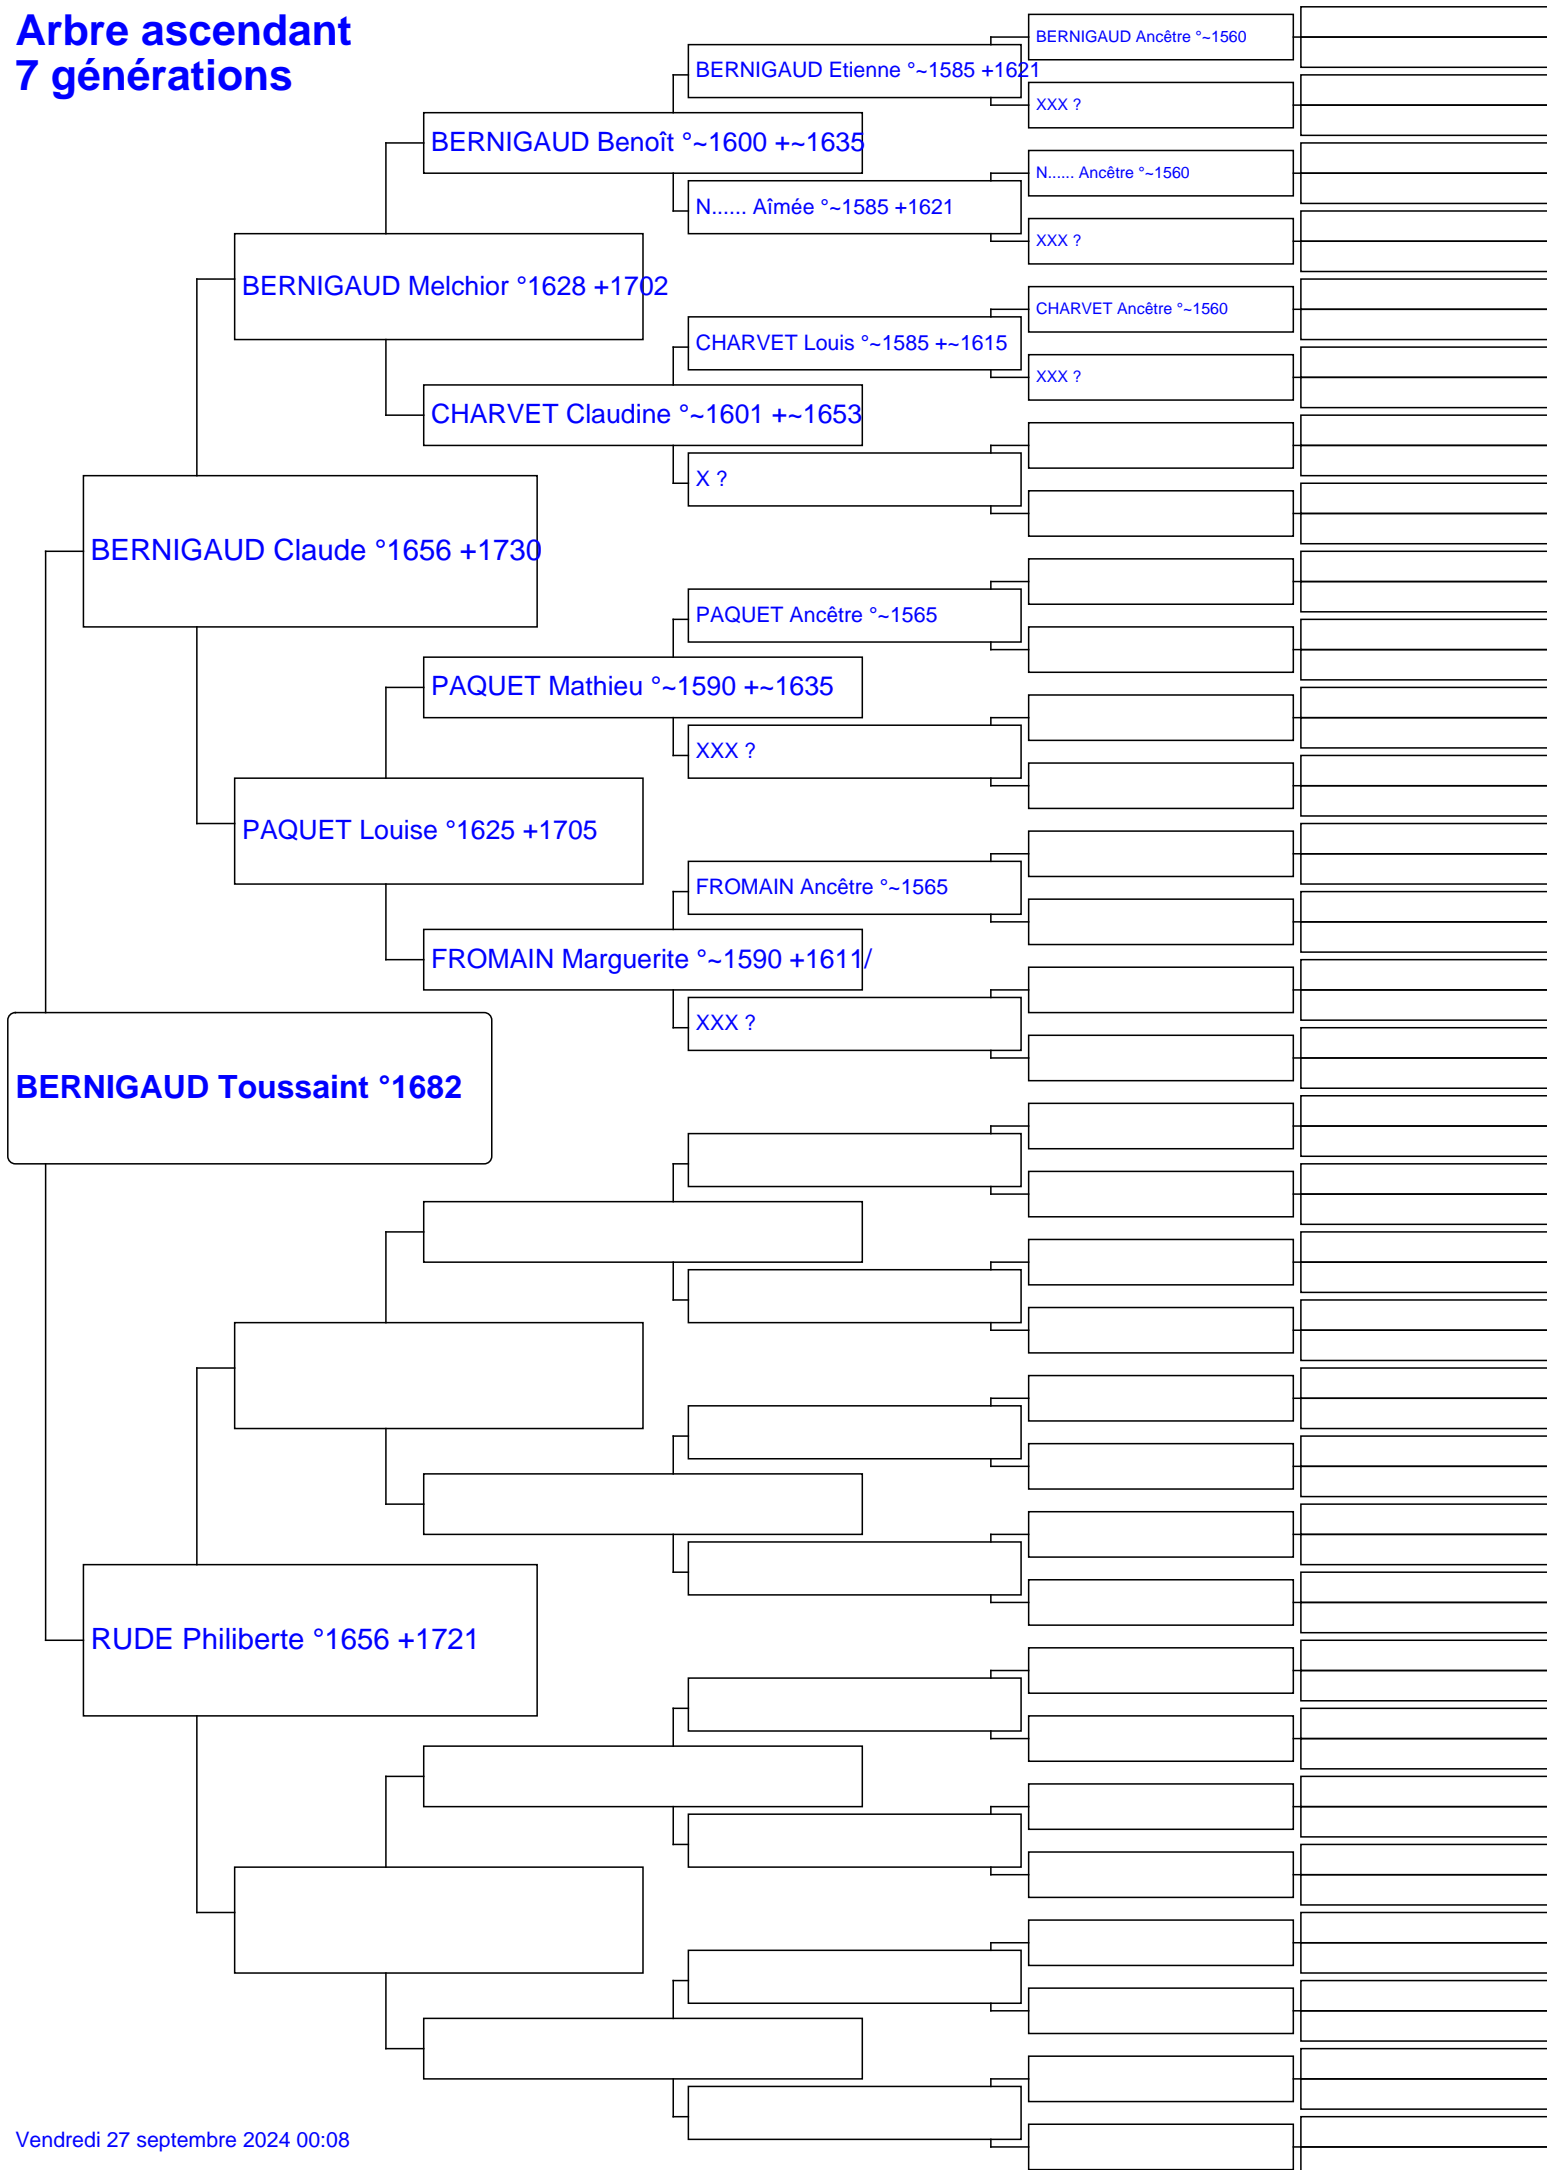 Arbre ascendant
7 générations
BERNIGAUD Ancêtre °~1560
BERNIGAUD Etienne °~1585 +1621
XXX ?
BERNIGAUD Benoît °~1600 +~1635
N...... Ancêtre °~1560
N...... Aîmée °~1585 +1621
XXX ?
BERNIGAUD Melchior °1628 +1702
CHARVET Ancêtre °~1560
CHARVET Louis °~1585 +~1615
XXX ?
CHARVET Claudine °~1601 +~1653
X ?
BERNIGAUD Claude °1656 +1730
PAQUET Ancêtre °~1565
PAQUET Mathieu °~1590 +~1635
XXX ?
PAQUET Louise °1625 +1705
FROMAIN Ancêtre °~1565
FROMAIN Marguerite °~1590 +1611/
XXX ?
BERNIGAUD Toussaint °1682
RUDE Philiberte °1656 +1721
Vendredi 27 septembre 2024 00:08